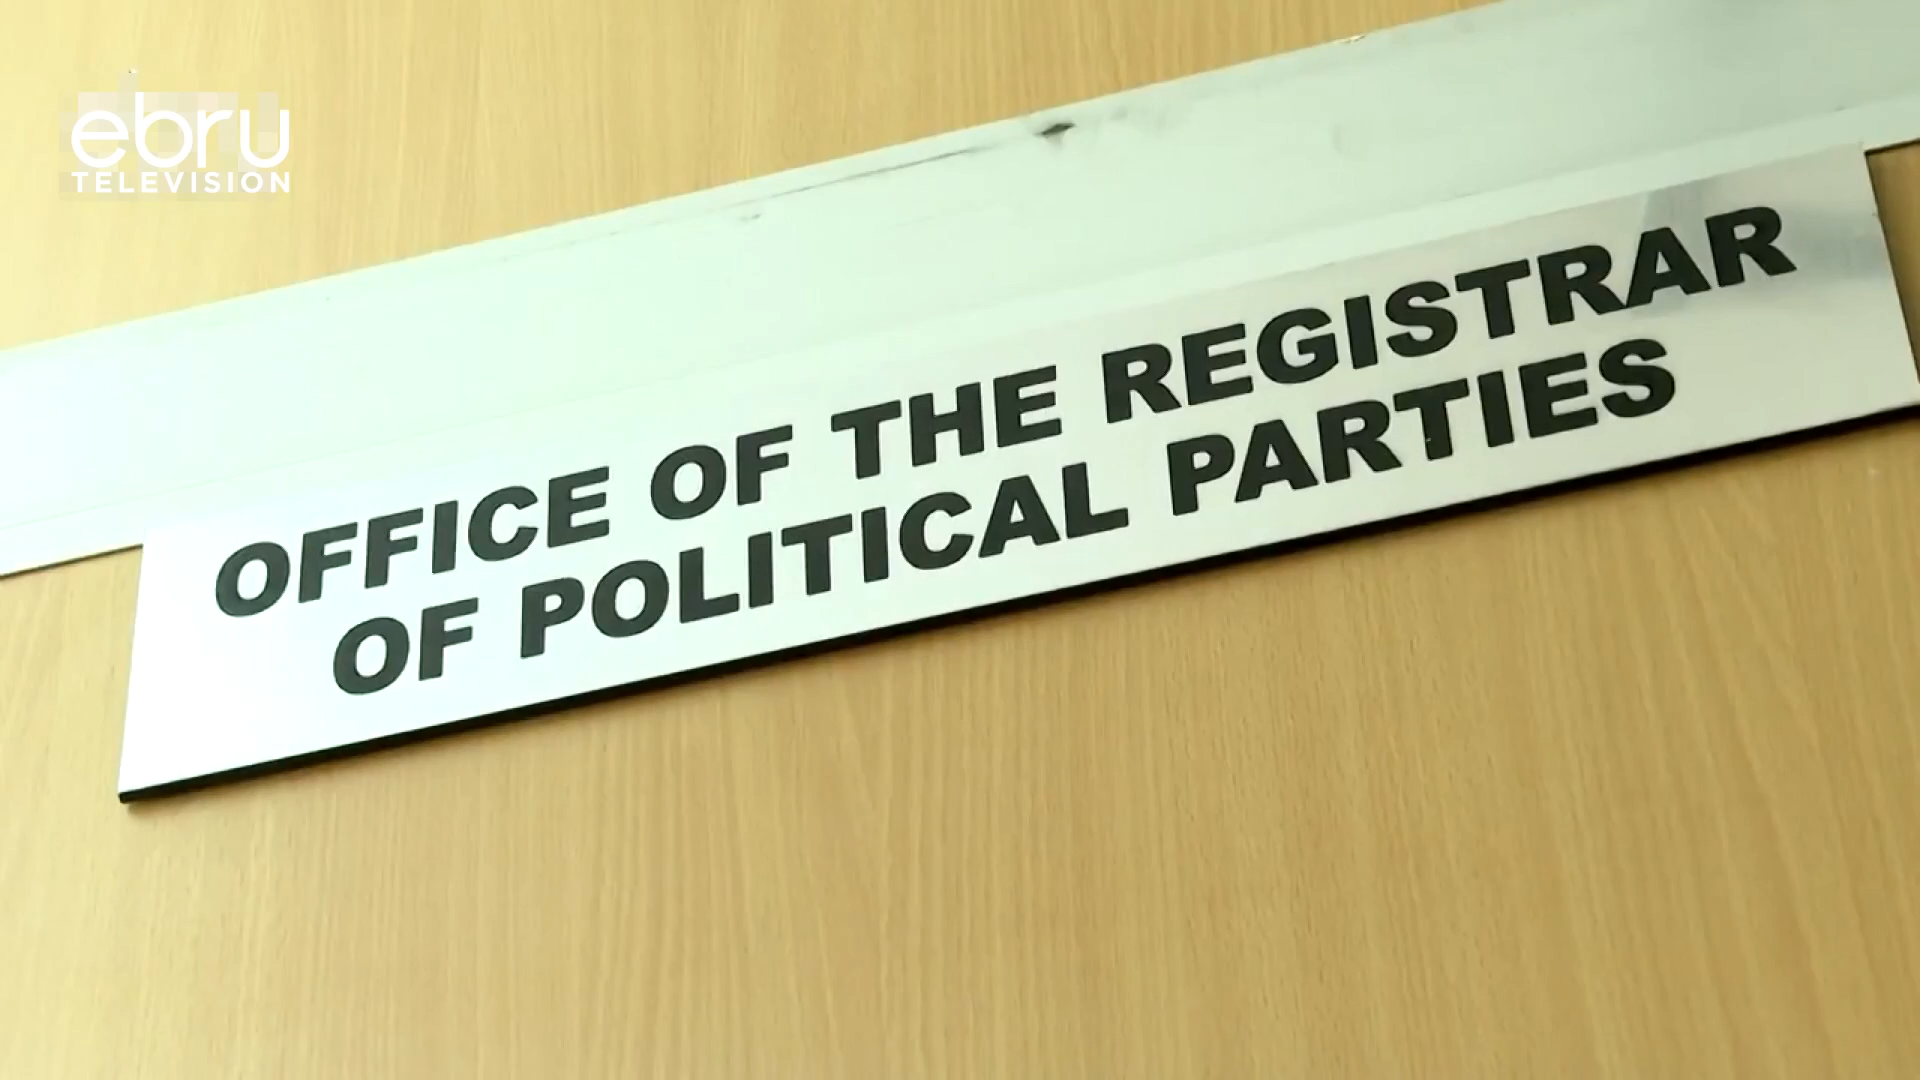 ebru
TELEVISION
OFFICE OF THE REGISTRAR
OF POLITICAL PARTIES